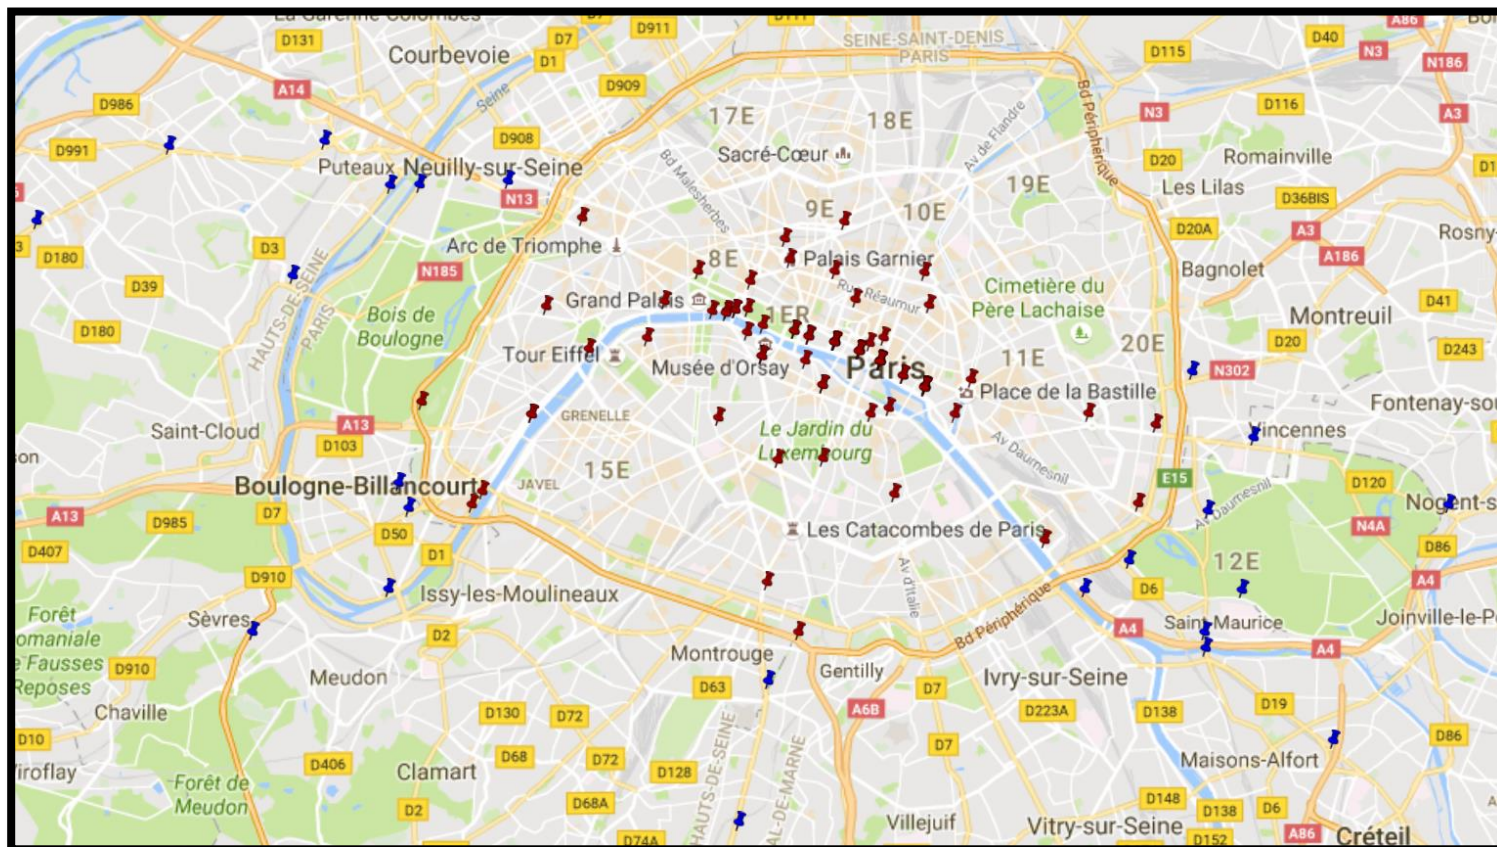 La Garenne-Colombes
D7
D911
D111
A86
D131
D7
SEINE-SAINT-DENIS
PARIS
D115
D40
N3
Courbevoie
D1
N186
A14
Seine
D909
Bd Périphérique
D986
17E
18E
Av de Flandre
N3
D116
A3
D991
D908
Sacré-Cœur
D20
Romainville
Puteaux
Neuilly-sur-Seine
Bd Malesherbes
19E
Les Lilas
N13
9E
10E
D36BIS
D20A
A3
Rosny-
D3
Arc de Triomphe
D180
8E
Palais Garnier
A186
N185
Bagnolet
D39
Rue Réaumur
Cimetière du
Père Lachaise
Grand Palais
D41
HAUTS-DE-SEINE
PARIS
Bois de
Boulogne
1ER
Montreuil
D180
20E
D20
Tour Eiffel
Musée d'Orsay
Paris
11E
D243
N302
Place de la Bastille
GRENELLE
Fontenay-sou
A13
Saint-Cloud
Le Jardin du
Luxembourg
Vincennes
D103
Av Daumesnil
son
15E
E15
Boulogne-Billancourt
JAVEL
D120
Av Daumesnil
Nogent-s
A13
D7
D985
N4A
D50
Les Catacombes de Paris
D407
D1
D86
12E
D910
Av d'Italie
A4
Issy-les-Moulineaux
Bd Périphérique
D6
Forêt
omaniale
e Fausses
Reposes
Sèvres
Saint-Maurice
Joinville-le-P
D2
A4
A4
Montrouge
D910
Gentilly
Meudon
D63
D7
Ivry-sur-Seine
D19
Chaville
D130
D72
A6B
D223A
D138
D10
D7
D86
D68
D72
Maisons-Alfort
iroflay
D406
Clamart
D128
HAUTS-DE-SEINE
VAL-DE-MARNE
Forêt de
Meudon
D2
D68A
D148
D138
D6
Villejuif
Vitry-sur-Seine
D74A
D152
A86
Créteil